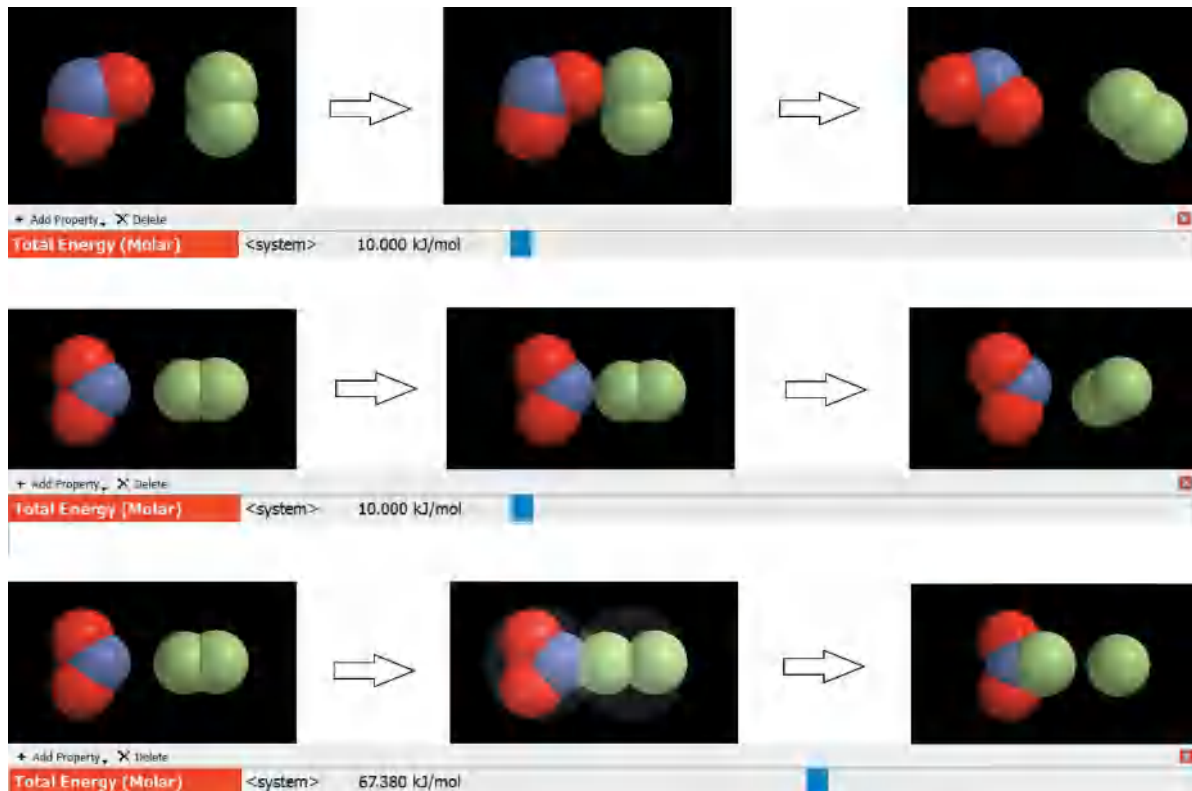 + Add Property Delete
Total Energy (Molar) <system> 10.000 kJ/mol
+ Add Property Delete
Total Energy (Molar) <system> 10.000 kJ/mol
+ Add Property Delete
Total Energy (Molar) <system> 67.380 kJ/mol